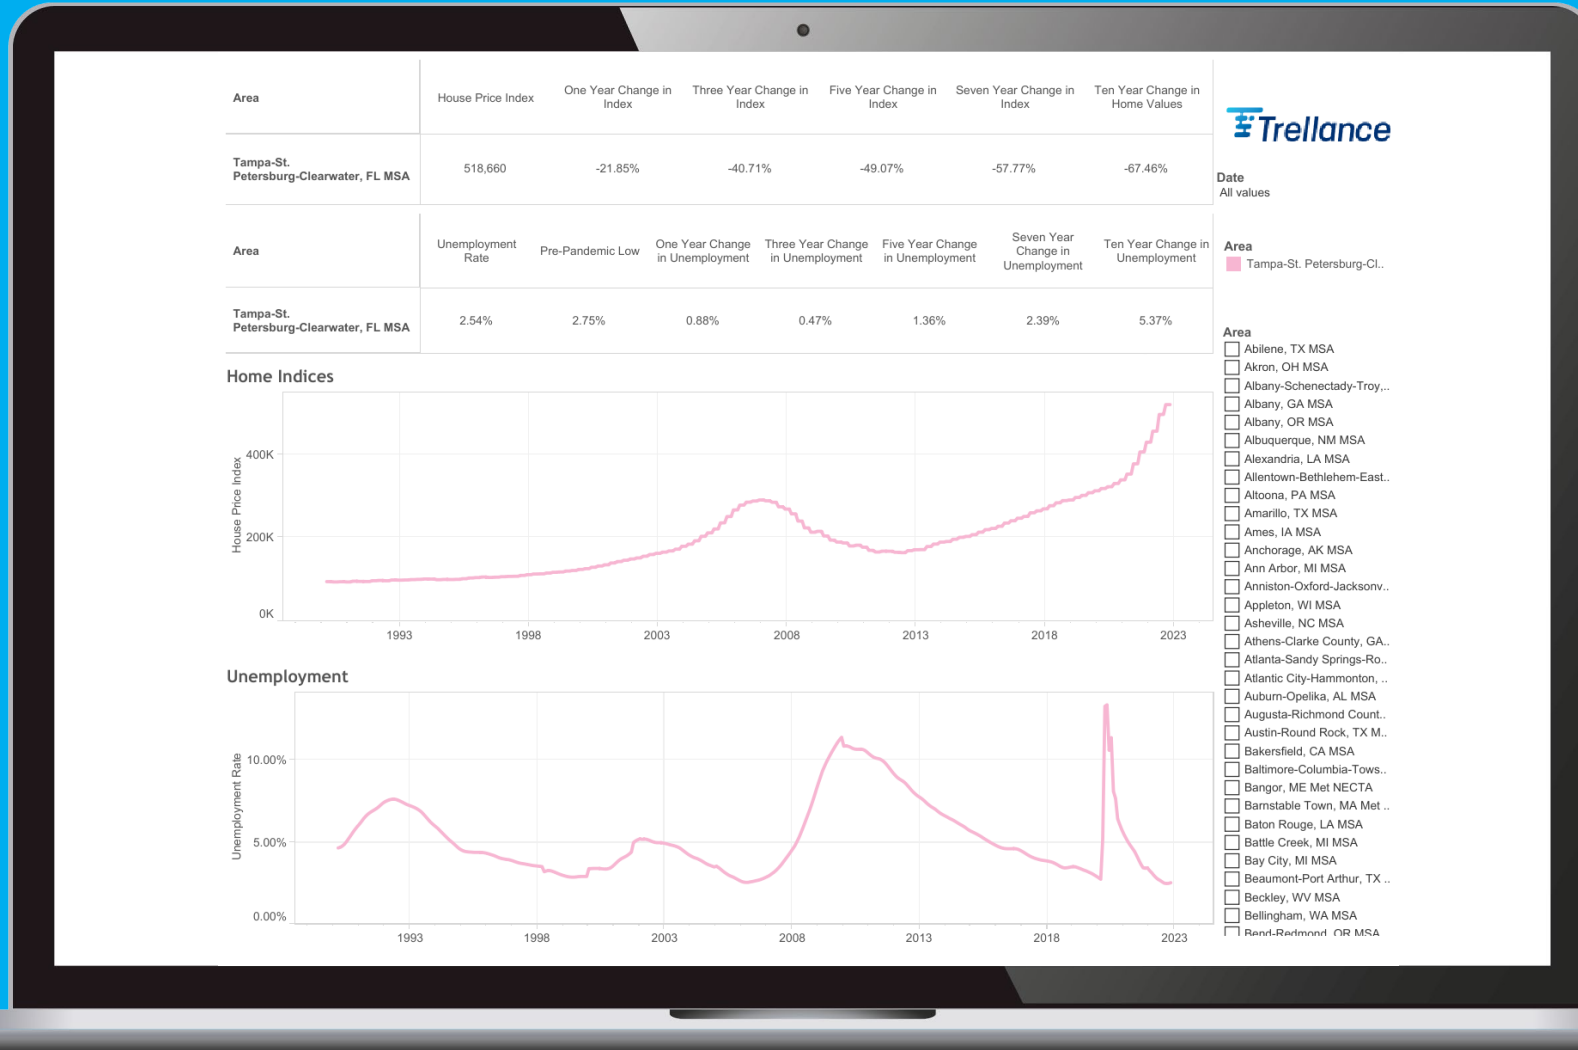 Area
House Price Index
One Year Change in
Index
Three Year Change in
Index
Five Year Change in
Index
Seven Year Change in
Index
Ten Year Change in
Home Values
Tampa-St.
Petersburg-Clearwater, FL MSA
518,660
-21.85%
-40.71%
-49.07%
-57.77%
-67.46%
Area
Unemployment
Rate
Pre-Pandemic Low
One Year Change
in Unemployment
Three Year Change
in Unemployment
Five Year Change
in Unemployment
Seven Year
Change in
Unemployment
Ten Year Change in
Unemployment
Tampa-St.
Petersburg-Clearwater, FL MSA
2.54%
2.75%
0.88%
0.47%
1.36%
2.39%
5.37%
Home Indices
House Price Index
400K
200K
0K
1993
1998
2003
2008
2013
2018
2023
Unemployment
Unemployment Rate
10.00%
5.00%
0.00%
1993
1998
2003
2008
2013
2018
2023
Trellance
Date
All values
Area
Tampa-St. Petersburg-Cl..
Area
Abilene, TX MSA
Akron, OH MSA
Albany-Schenectady-Troy,..
Albany, GA MSA
Albany, OR MSA
Albuquerque, NM MSA
Alexandria, LA MSA
Allentown-Bethlehem-East..
Altoona, PA MSA
Amarillo, TX MSA
Ames, IA MSA
Anchorage, AK MSA
Ann Arbor, MI MSA
Anniston-Oxford-Jacksonv..
Appleton, WI MSA
Asheville, NC MSA
Athens-Clarke County, GA..
Atlanta-Sandy Springs-Ro..
Atlantic City-Hammonton, ..
Auburn-Opelika, AL MSA
Augusta-Richmond Count..
Austin-Round Rock, TX M..
Bakersfield, CA MSA
Baltimore-Columbia-Tows..
Bangor, ME Met NECTA
Barnstable Town, MA Met ..
Baton Rouge, LA MSA
Battle Creek, MI MSA
Bay City, MI MSA
Beaumont-Port Arthur, TX ..
Beckley, WV MSA
Bellingham, WA MSA
Bend-Redmond, OR MSA